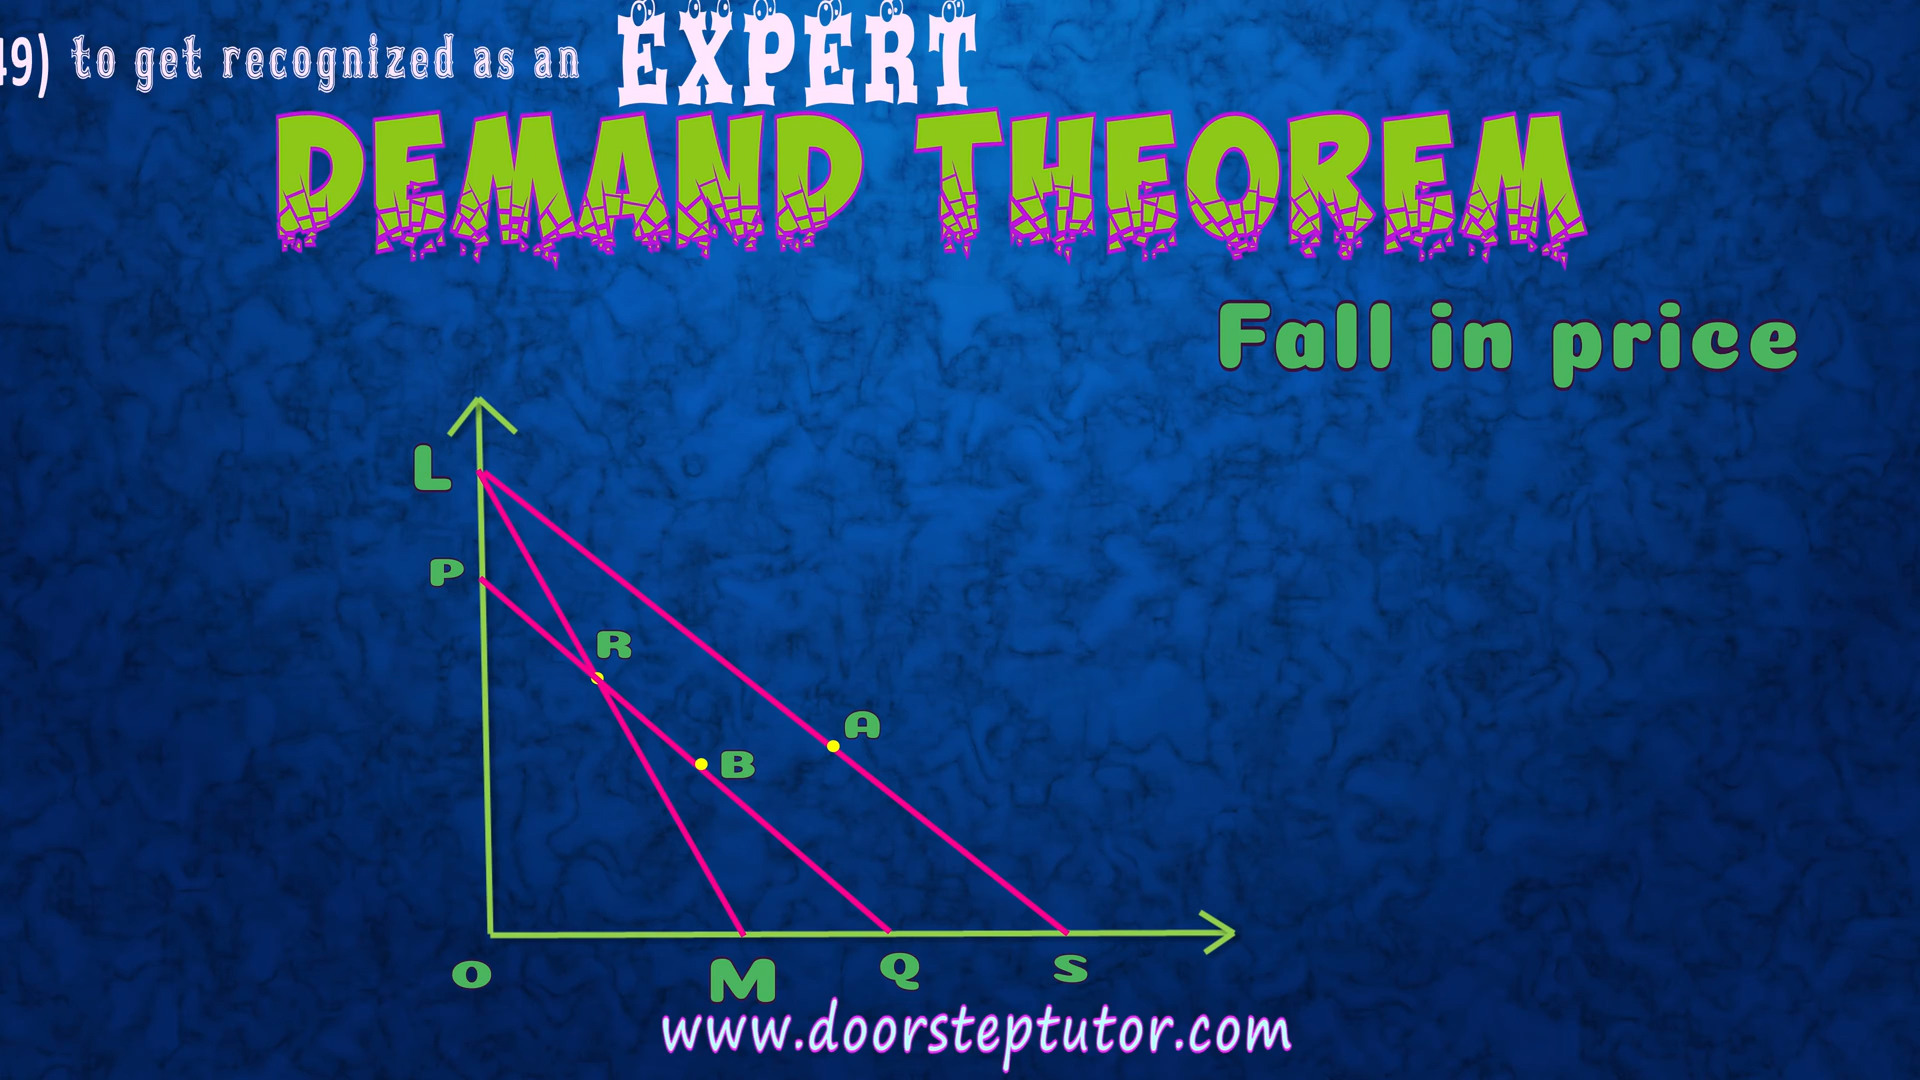 49) to get recognized as an EXPERT
DEMAND THEOREM
Fall in price
L
P
R
A
B
O
M
Q
S
www.doorsteptutor.com